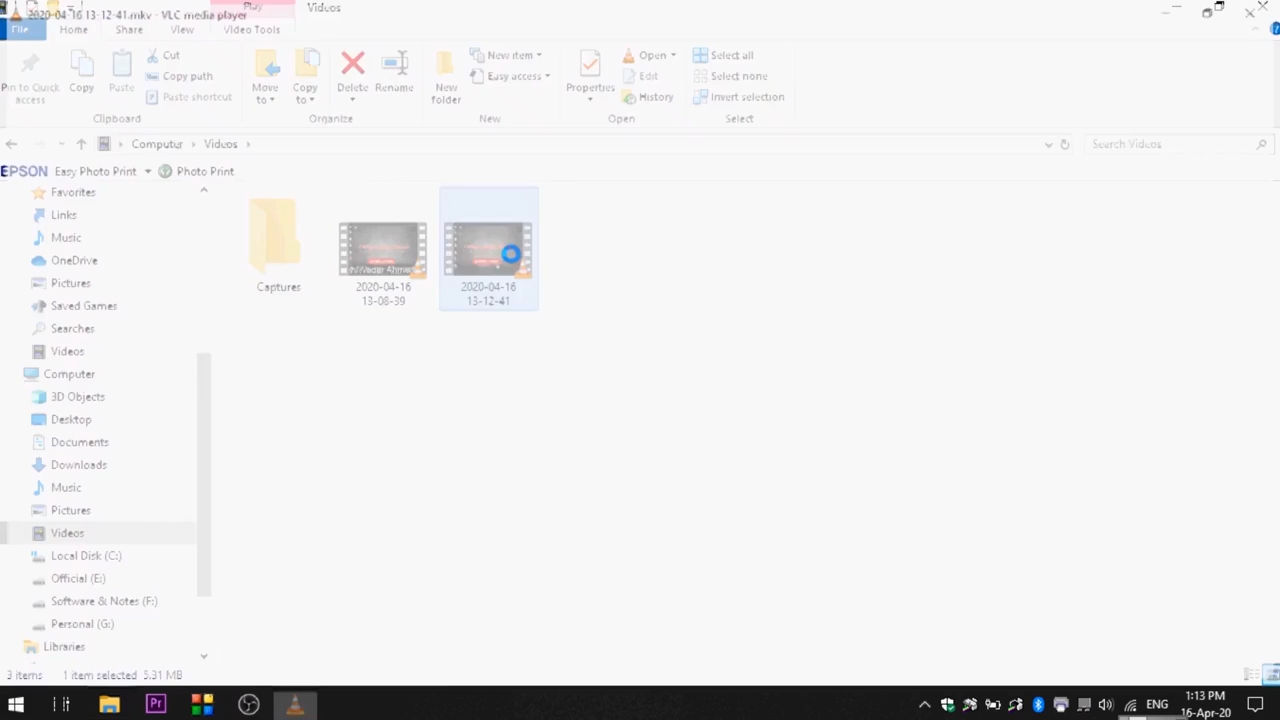 2020-04-16 13-12-41.mkv - VLC media player
Play
Videos
File
Home
Share
View
Video Tools
Pin to Quick access
Copy
Paste
Cut
Copy path
Paste shortcut
Clipboard
Move to
Copy to
Delete
Rename
Organize
New folder
New item
Easy access
New
Properties
Open
Edit
History
Open
Select all
Select none
Invert selection
Select
Computer
Videos
Search Videos
EPSON
Easy Photo Print
Photo Print
Favorites
Links
Music
OneDrive
Pictures
Saved Games
Searches
Videos
Computer
3D Objects
Desktop
Documents
Downloads
Music
Pictures
Videos
Local Disk (C:)
Official (E:)
Software & Notes (F:)
Personal (G:)
Libraries
Captures
2020-04-16
13-08-39
2020-04-16
13-12-41
3 items
1 item selected 5.31 MB
Pr
ENG
1:13 PM
16-Apr-20